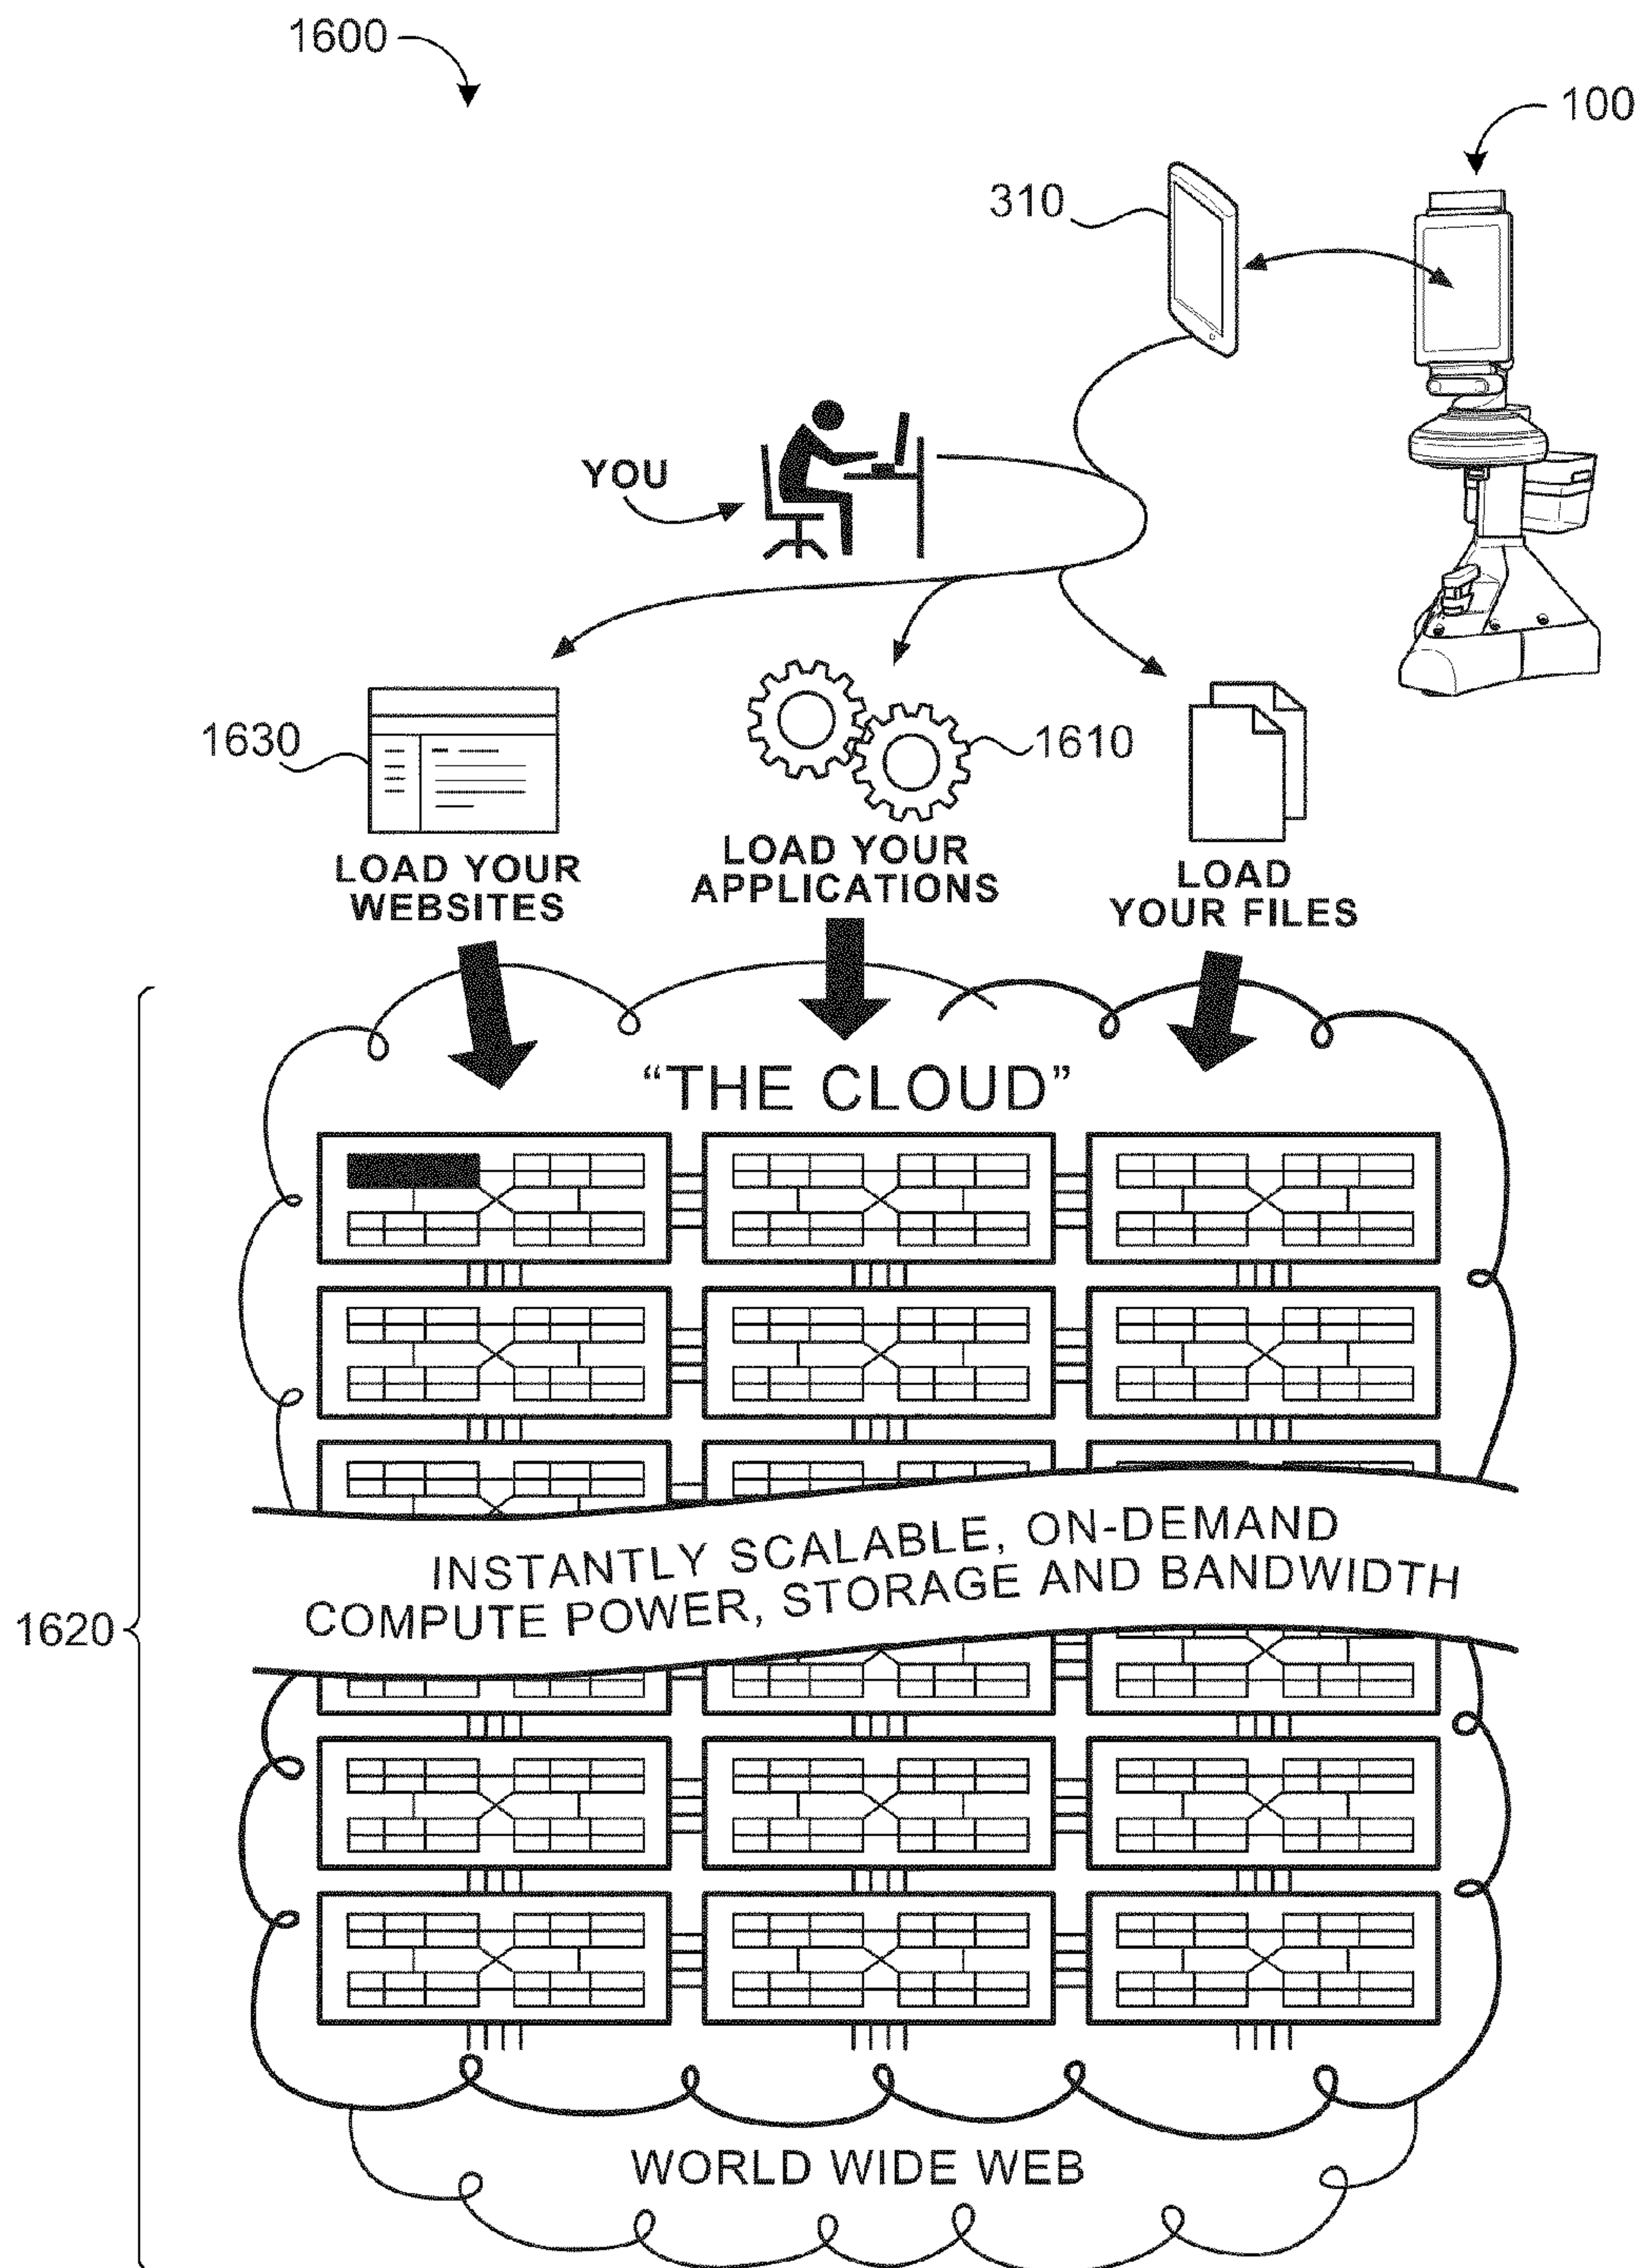 1600
100
310
YOU
1630
1610
LOAD YOUR
WEBSITES
LOAD YOUR
APPLICATIONS
LOAD
YOUR FILES
“THE CLOUD”
INSTANTLY SCALABLE, ON-DEMAND
COMPUTE POWER, STORAGE AND BANDWIDTH
1620
WORLD WIDE WEB